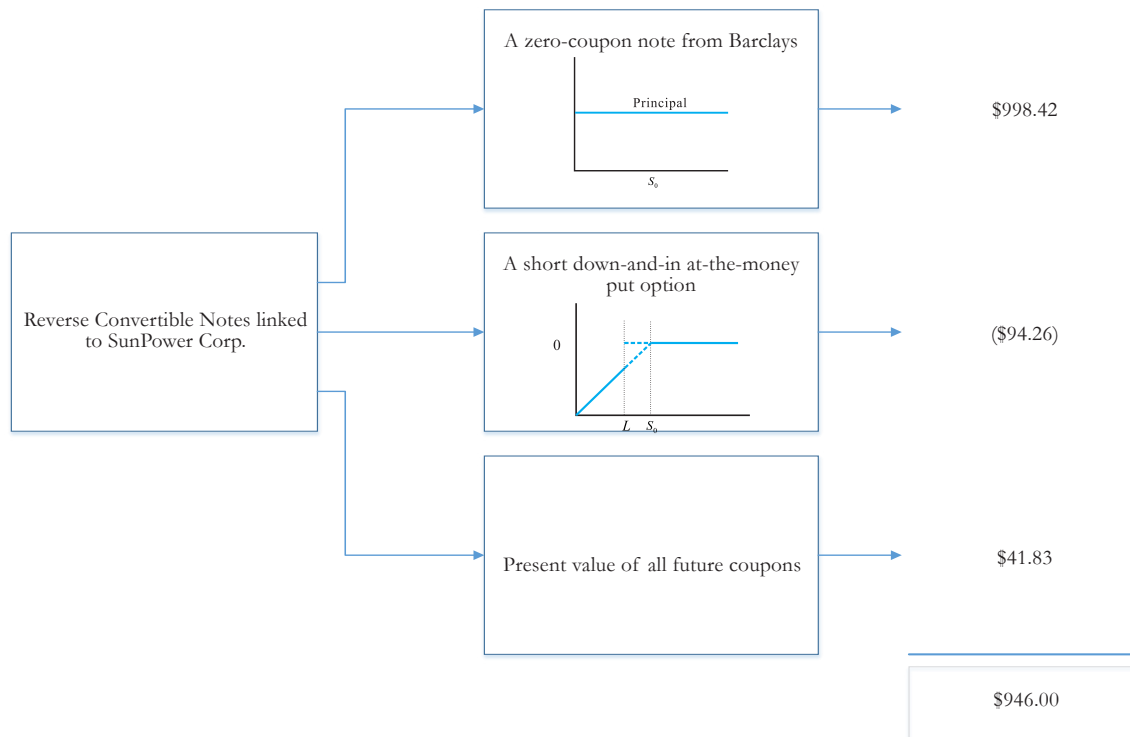 A zero-coupon note from Barclays
Principal
S₀
$998.42
Reverse Convertible Notes linked
to SunPower Corp.
A short down-and-in at-the-money
put option
0
L S₀
($94.26)
Present value of all future coupons
$41.83
$946.00